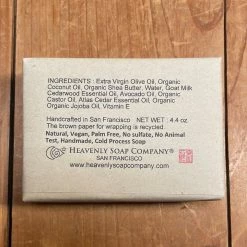 INGREDIENTS : Extra Virgin Olive Oil, Organic
Coconut Oil, Organic Shea Butter, Water, Goat Milk
Cedarwood Essential Oil, Avocado Oil, Organic
Castor Oil, Atlas Cedar Essential Oil, Organic
Organic Jojoba Oil, Vitamin E
Handcrafted in San Francisco NET WT : 4.4 oz.
The brown paper for wrapping is recycled.
Natural, Vegan, Palm Free, No sulfate, No Animal
Test, Handmade, Cold Process Soap
HEAVENLY SOAP COMPANY®
SAN FRANCISCO
www.heavenlysoapcompany.com